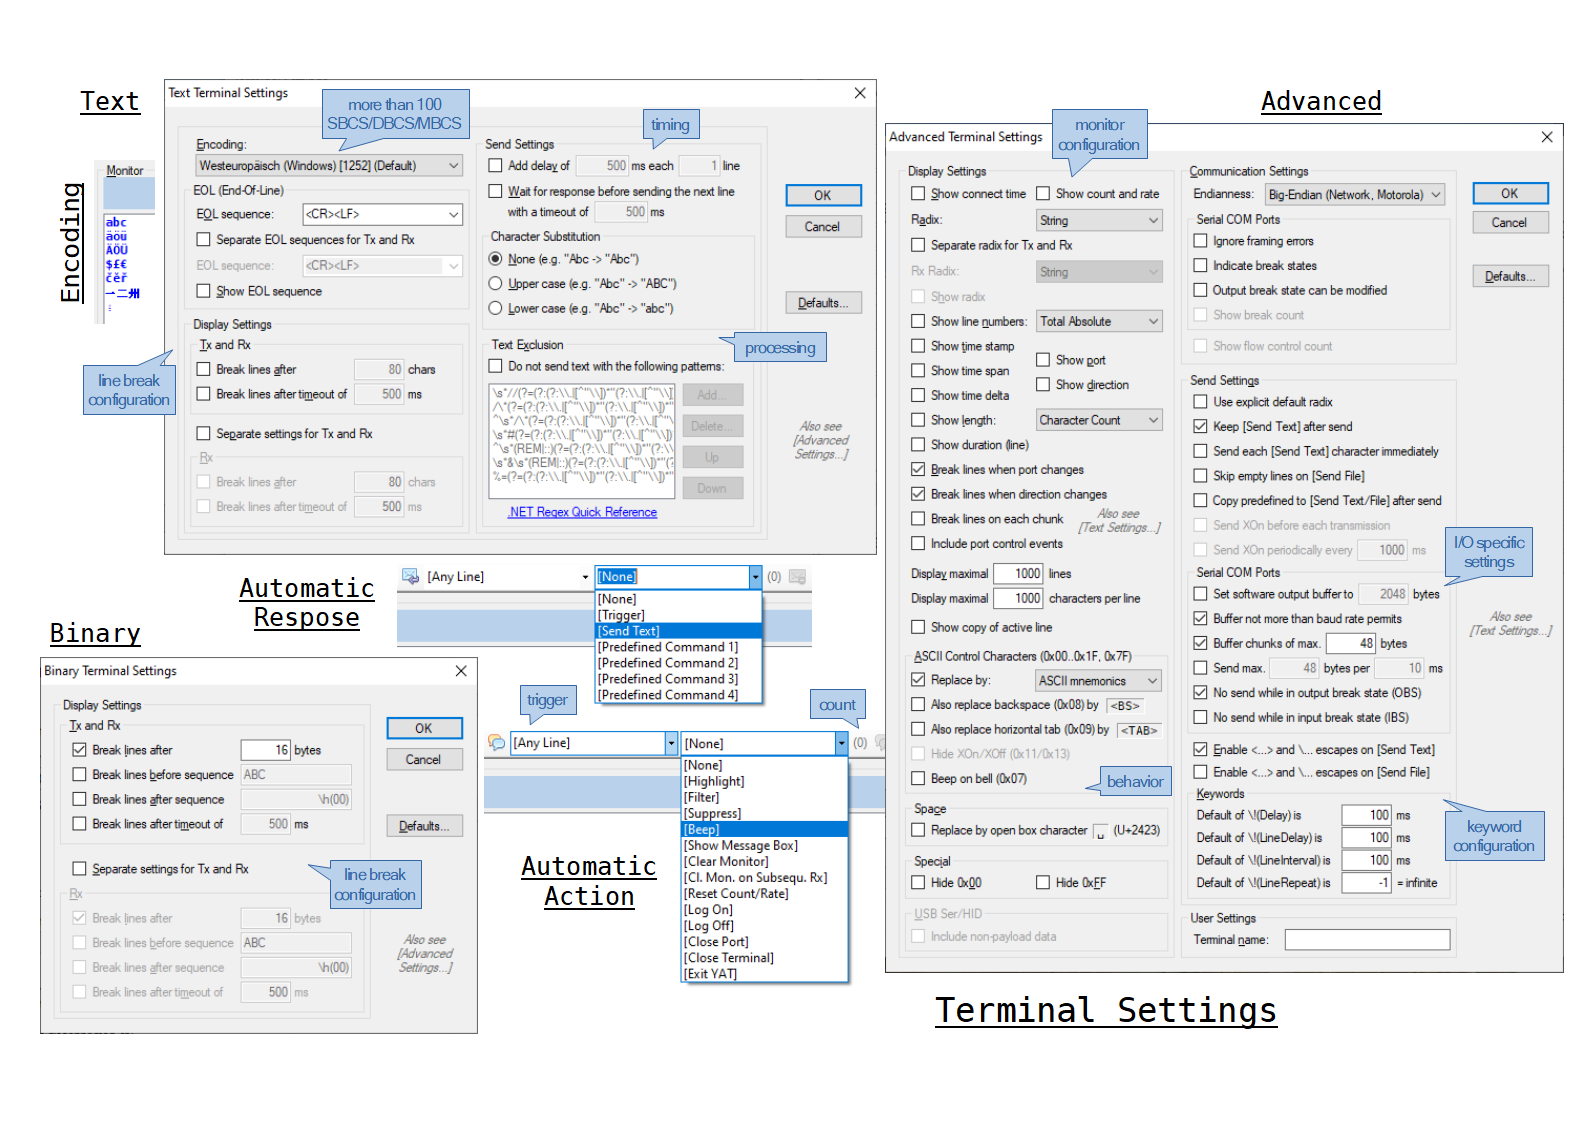 Text
Encoding
Monitor
abc
äöü
ÄÖÜ
$£€
čěř
一二州
Text Terminal Settings
more than 100
SBCS/DBCS/MBCS
timing
Encoding:
Westeuropäisch (Windows) [1252] (Default)
EOL (End-Of-Line)
EOL sequence: <CR><LF>
Separate EOL sequences for Tx and Rx
EOL sequence: <CR><LF>
Show EOL sequence
Display Settings
Tx and Rx
Break lines after 80 chars
Break lines after timeout of 500 ms
Separate settings for Tx and Rx
Rx
Break lines after 80 chars
Break lines after timeout of 500 ms
line break
configuration
Send Settings
Add delay of 500 ms each 1 line
Wait for response before sending the next line
with a timeout of 500 ms
Character Substitution
None (e.g. "Abc -> "Abc")
Upper case (e.g. "Abc" -> "ABC")
Lower case (e.g. "Abc" -> "abc")
Text Exclusion
processing
Do not send text with the following patterns:
Add...
Delete...
Up
Down
.NET Regex Quick Reference
OK
Cancel
Defaults...
Also see
[Advanced
Settings...]
Automatic
Respose
[Any Line] [None] (0)
[None]
[Trigger]
[Send Text]
[Predefined Command 1]
[Predefined Command 2]
[Predefined Command 3]
[Predefined Command 4]
Binary
Binary Terminal Settings
Display Settings
Tx and Rx
Break lines after 16 bytes
Break lines before sequence ABC
Break lines after sequence \h(00)
Break lines after timeout of 500 ms
Separate settings for Tx and Rx
line break
configuration
Rx
Break lines after 16 bytes
Break lines before sequence ABC
Break lines after sequence \h(00)
Break lines after timeout of 500 ms
OK
Cancel
Defaults...
Also see
[Advanced
Settings...]
trigger
count
[Any Line] [None] (0)
[None]
[Highlight]
[Filter]
[Suppress]
[Beep]
[Show Message Box]
[Clear Monitor]
[Cl. Mon. on Subsequ. Rx]
[Reset Count/Rate]
[Log On]
[Log Off]
[Close Port]
[Close Terminal]
[Exit YAT]
Automatic
Action
Advanced
Advanced Terminal Settings
monitor
configuration
Display Settings
Show connect time Show count and rate
Radix: String
Separate radix for Tx and Rx
Rx Radix: String
Show radix
Show line numbers: Total Absolute
Show time stamp
Show port
Show time span
Show direction
Show time delta
Show length: Character Count
Show duration (line)
Break lines when port changes
Break lines when direction changes
Break lines on each chunk
Also see
[Text Settings...]
Include port control events
Display maximal 1000 lines
Display maximal 1000 characters per line
Show copy of active line
ASCII Control Characters (0x00..0x1F, 0x7F)
Replace by: ASCII mnemonics
Also replace backspace (0x08) by <BS>
Also replace horizontal tab (0x09) by <TAB>
Hide XOn/XOff (0x11/0x13)
Beep on bell (0x07)
behavior
Space
Replace by open box character ␣ (U+2423)
Special
Hide 0x00 Hide 0xFF
USB Ser/HID
Include non-payload data
Communication Settings
Endianness: Big-Endian (Network, Motorola)
Serial COM Ports
Ignore framing errors
Indicate break states
Output break state can be modified
Show break count
Show flow control count
Send Settings
Use explicit default radix
Keep [Send Text] after send
Send each [Send Text] character immediately
Skip empty lines on [Send File]
Copy predefined to [Send Text/File] after send
Send XOn before each transmission
Send XOn periodically every 1000 ms
I/O specific
settings
Serial COM Ports
Set software output buffer to 2048 bytes
Buffer not more than baud rate permits
Buffer chunks of max. 48 bytes
Send max. 48 bytes per 10 ms
No send while in output break state (OBS)
No send while in input break state (IBS)
Enable <...> and \... escapes on [Send Text]
Enable <...> and \... escapes on [Send File]
Keywords
Default of \!(Delay) is 100 ms
Default of \!(LineDelay) is 100 ms
Default of \!(LineInterval) is 100 ms
Default of \!(LineRepeat) is -1 = infinite
keyword
configuration
User Settings
Terminal name:
OK
Cancel
Defaults...
Also see
[Text Settings...]
Terminal Settings